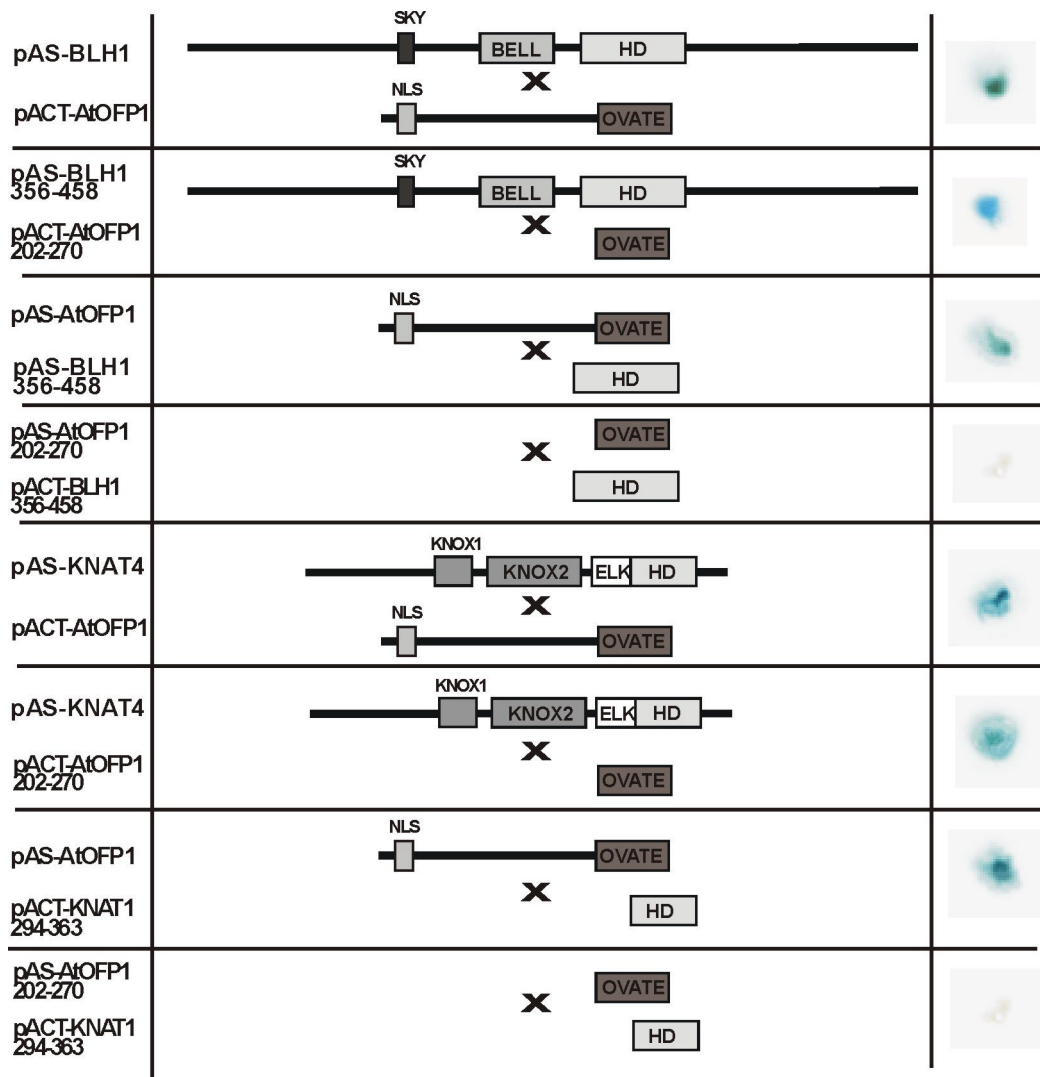 SKY
pAS-BLH1
BELL HD
X
NLS
pACT-AtOFP1
OVATE
SKY
pAS-BLH1
356-458
BELL HD
X
pACT-AtOFP1
202-270
OVATE
NLS
pAS-AtOFP1
OVATE
X
pAS-BLH1
356-458
HD
pAS-AtOFP1
202-270
OVATE
X
pACT-BLH1
356-458
HD
KNOX1
pAS-KNAT4
KNOX2 ELK HD
X
NLS
pACT-AtOFP1
OVATE
KNOX1
pAS-KNAT4
KNOX2 ELK HD
X
pACT-AtOFP1
202-270
OVATE
NLS
pAS-AtOFP1
OVATE
X
pACT-KNAT1
294-363
HD
pAS-AtOFP1
202-270
OVATE
X
pACT-KNAT1
294-363
HD